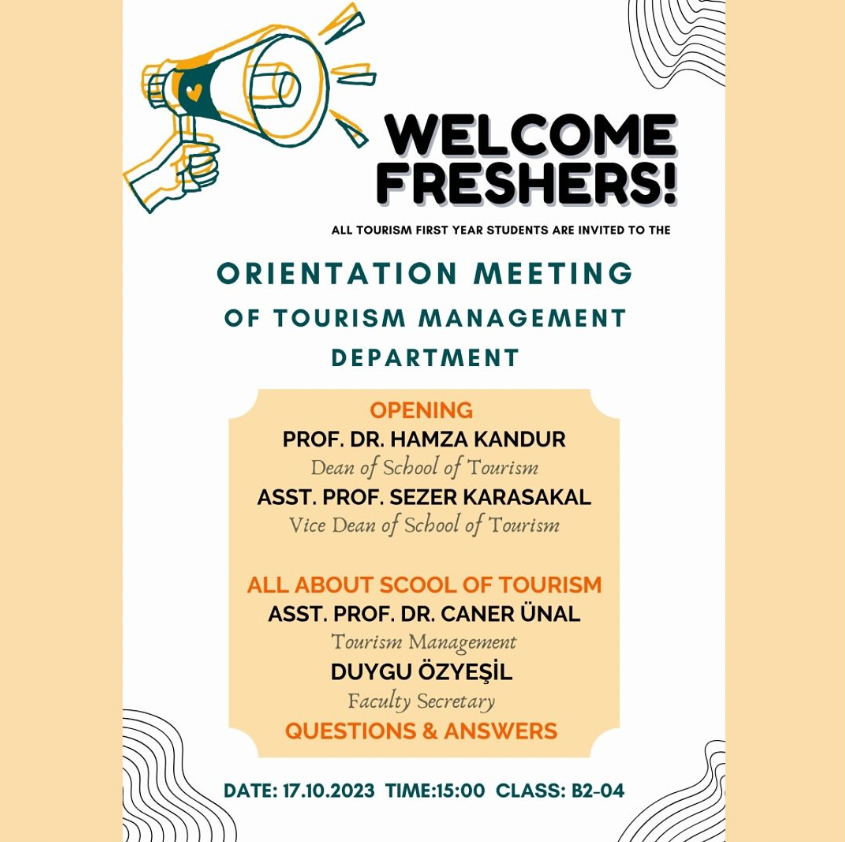 WELCOME
FRESHERS!
ALL TOURISM FIRST YEAR STUDENTS ARE INVITED TO THE
ORIENTATION MEETING
OF TOURISM MANAGEMENT
DEPARTMENT
OPENING
PROF. DR. HAMZA KANDUR
Dean of School of Tourism
ASST. PROF. SEZER KARASAKAL
Vice Dean of School of Tourism
ALL ABOUT SCOOL OF TOURISM
ASST. PROF. DR. CANER ÜNAL
Tourism Management
DUYGU ÖZYEŞİL
Faculty Secretary
QUESTIONS & ANSWERS
DATE: 17.10.2023 TIME:15:00 CLASS: B2-04